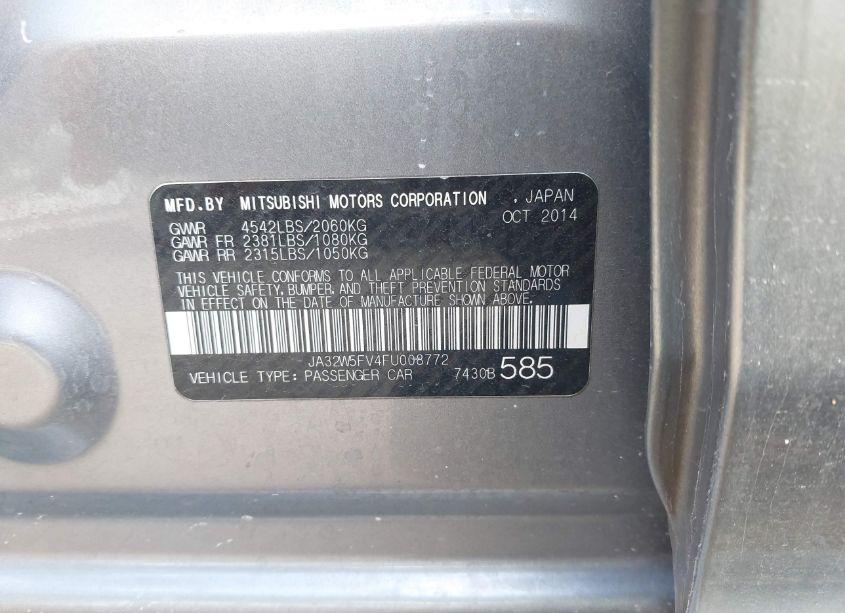 MFD.BY MITSUBISHI MOTORS CORPORATION , JAPAN
GVWR 4542LBS/2060KG OCT 2014
GAWR FR 2381LBS/1080KG
GAWR RR 2315LBS/1050KG
THIS VEHICLE CONFORMS TO ALL APPLICABLE FEDERAL MOTOR
VEHICLE SAFETY, BUMPER, AND THEFT PREVENTION STANDARDS
IN EFFECT ON THE DATE OF MANUFACTURE SHOWN ABOVE.
JA32W5FV4FU008772
VEHICLE TYPE: PASSENGER CAR 7430B 585